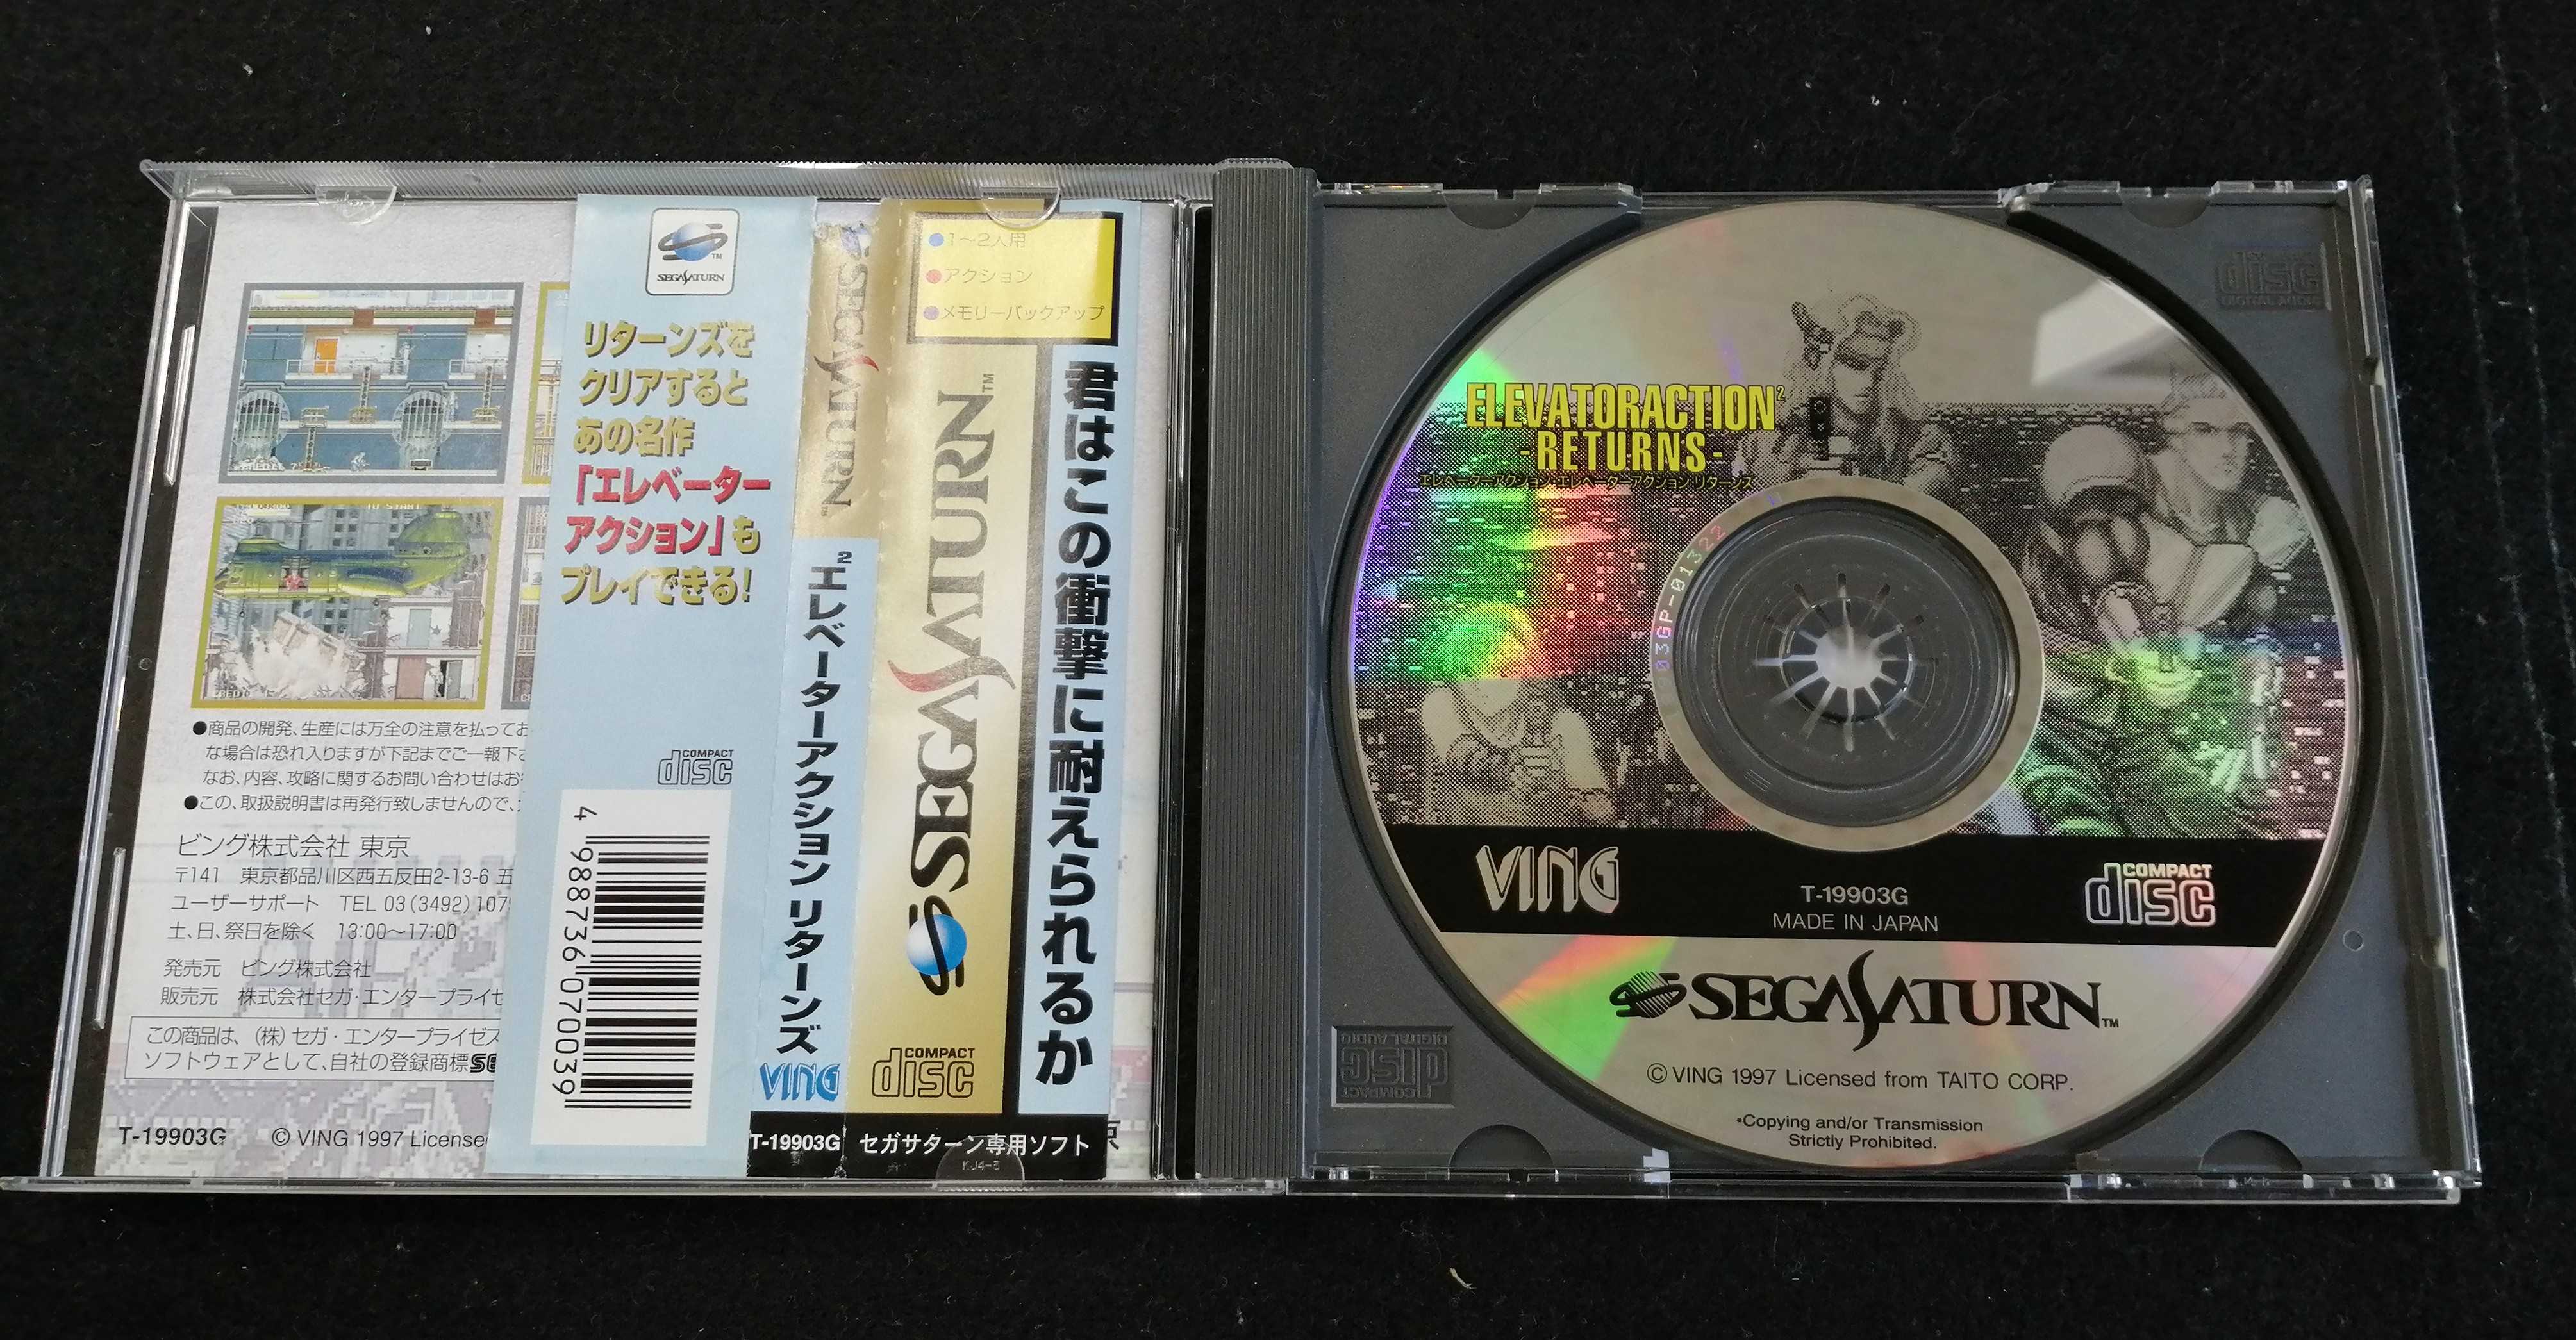 ●商品の開発、生産には万全の注意を払ってお
な場合は恐れ入りますが下記までご一報下さ
なお、内容、攻略に関するお問い合わせはお
●この、取扱説明書は再発行致しませんので、
ビング株式会社 東京
〒141 東京都品川区西五反田2-13-6 五
ユーザーサポート TEL 03(3492)107
土、日、祭日を除く 13:00〜17:00
発売元 ビング株式会社
販売元 株式会社セガ・エンタープライゼ
この商品は、(株)セガ・エンタープライゼス
ソフトウェアとして、自社の登録商標SE
T-19903G © VING 1997 License
SEGA SATURN
TM
リターンズを
クリアすると
あの名作
「エレベーター
アクション」も
プレイできる!
COMPACT
disc
4 988736 070039
SEGA SATURN
2エレベーターアクション リターンズ
VING
T-19903G
●1〜2人用
●アクション
●メモリーバックアップ
SEGA SATURN TM
COMPACT
disc
君はこの衝撃に耐えられるか
セガサターン専用ソフト
COMPACT
disc
DIGITAL AUDIO
disc
DIGITAL AUDIO
ELEVATORACTION2
-RETURNS-
エレベーターアクション・エレベーターアクション リターンズ
03GP-01322
VING
T-19903G
MADE IN JAPAN
COMPACT
disc
SEGA SATURN TM
© VING 1997 Licensed from TAITO CORP.
•Copying and/or Transmission
Strictly Prohibited.